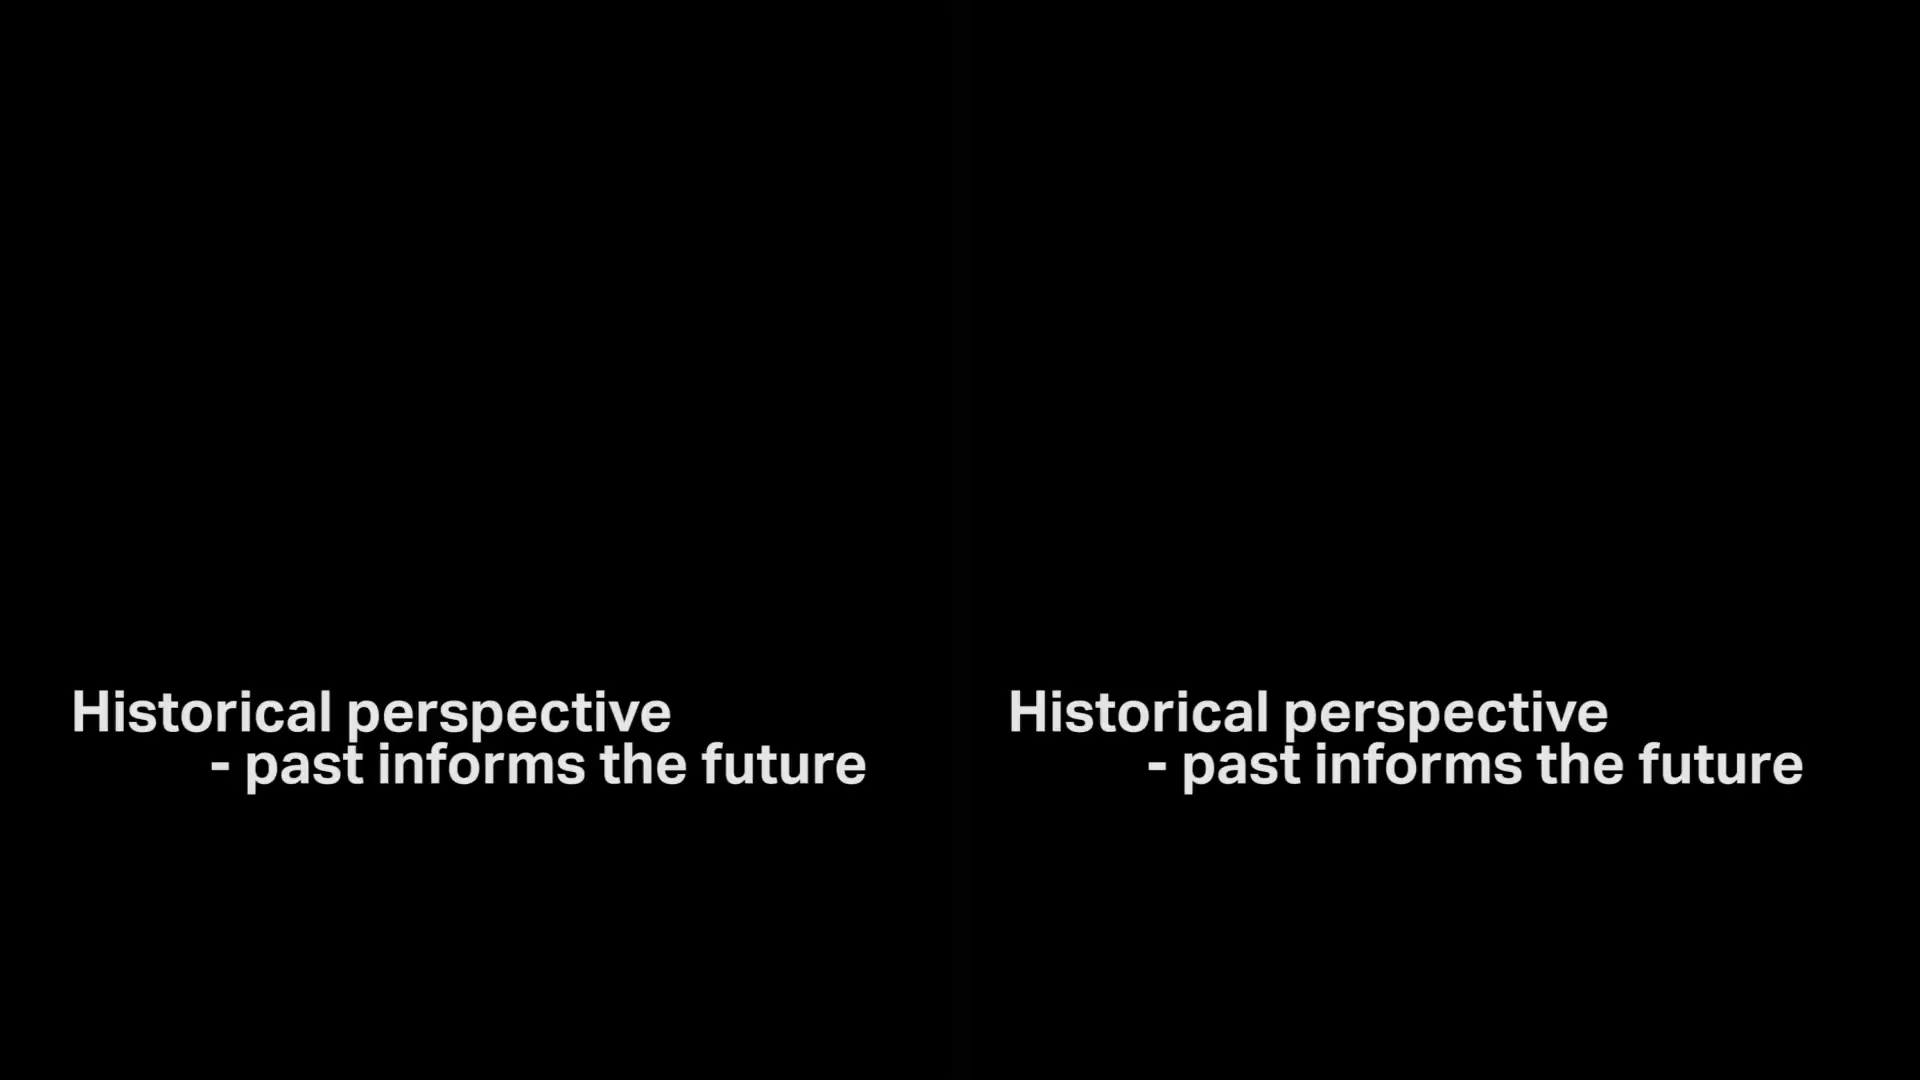 Historical perspective
- past informs the future
Historical perspective
- past informs the future